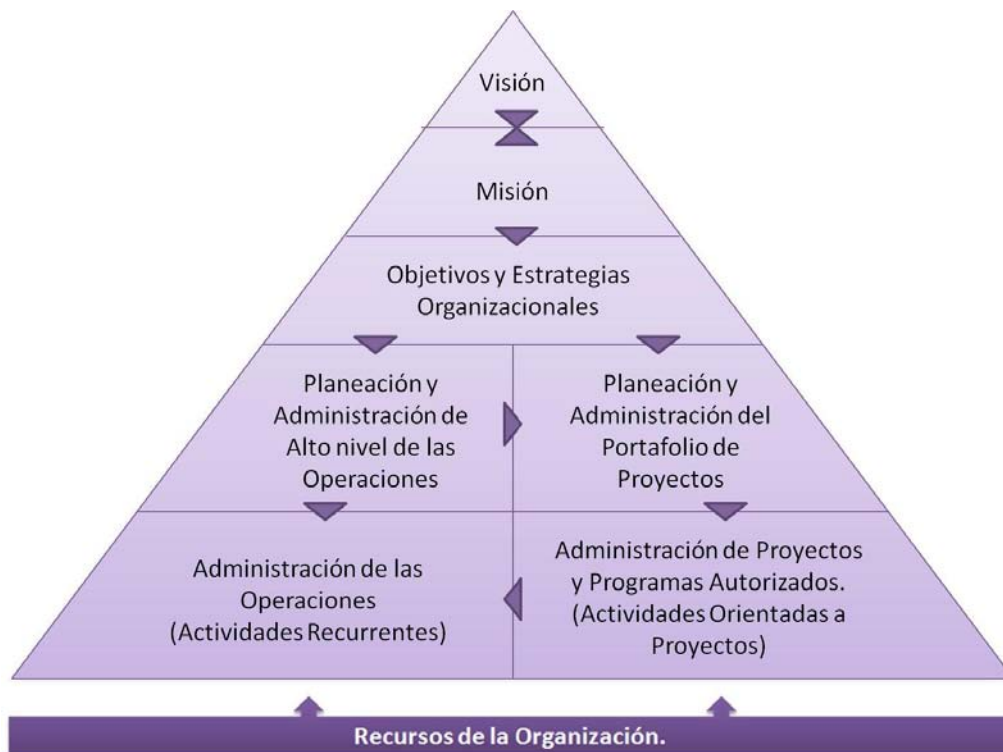 Visión
Misión
Objetivos y Estrategias
Organizacionales
Planeación y
Administración de
Alto nivel de las
Operaciones
Planeación y
Administración del
Portafolio de
Proyectos
Administración de las
Operaciones
(Actividades Recurrentes)
Administración de Proyectos
y Programas Autorizados.
(Actividades Orientadas a
Proyectos)
Recursos de la Organización.